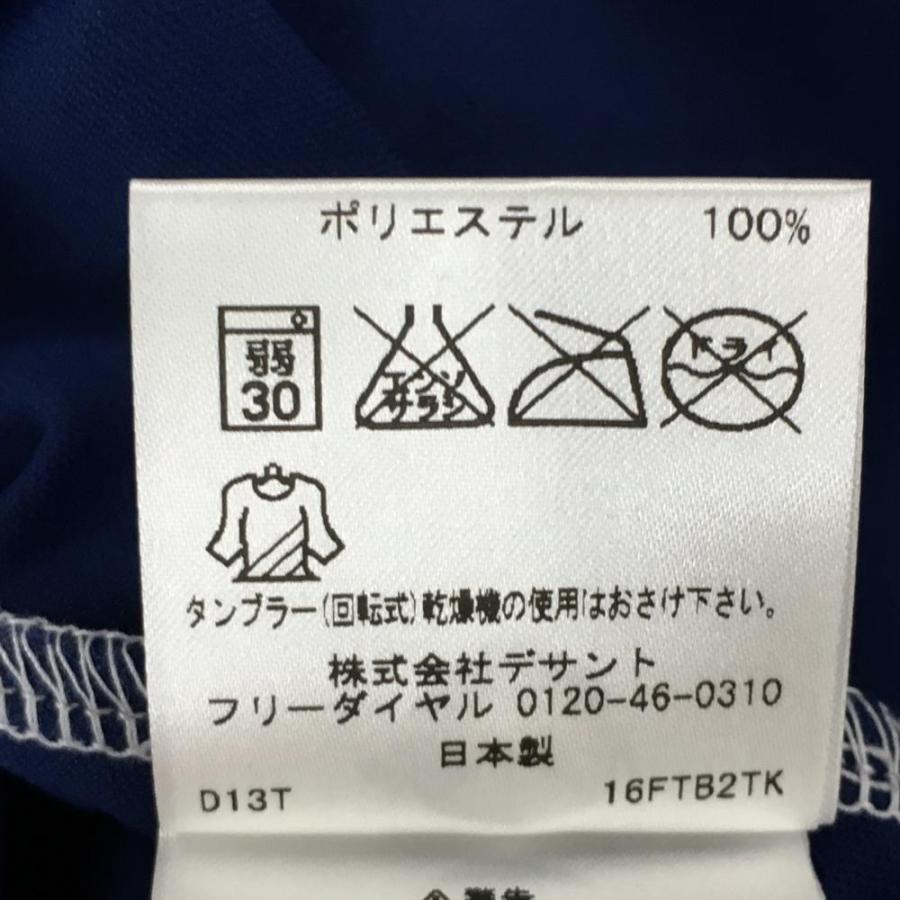 ポリエステル 100%
弱
30
エンソ
サラシ
ドライ
タンブラー(回転式)乾燥機の使用はおさけ下さい。
株式会社デサント
フリーダイヤル 0120-46-0310
日本製
D13T 16FTB2TK